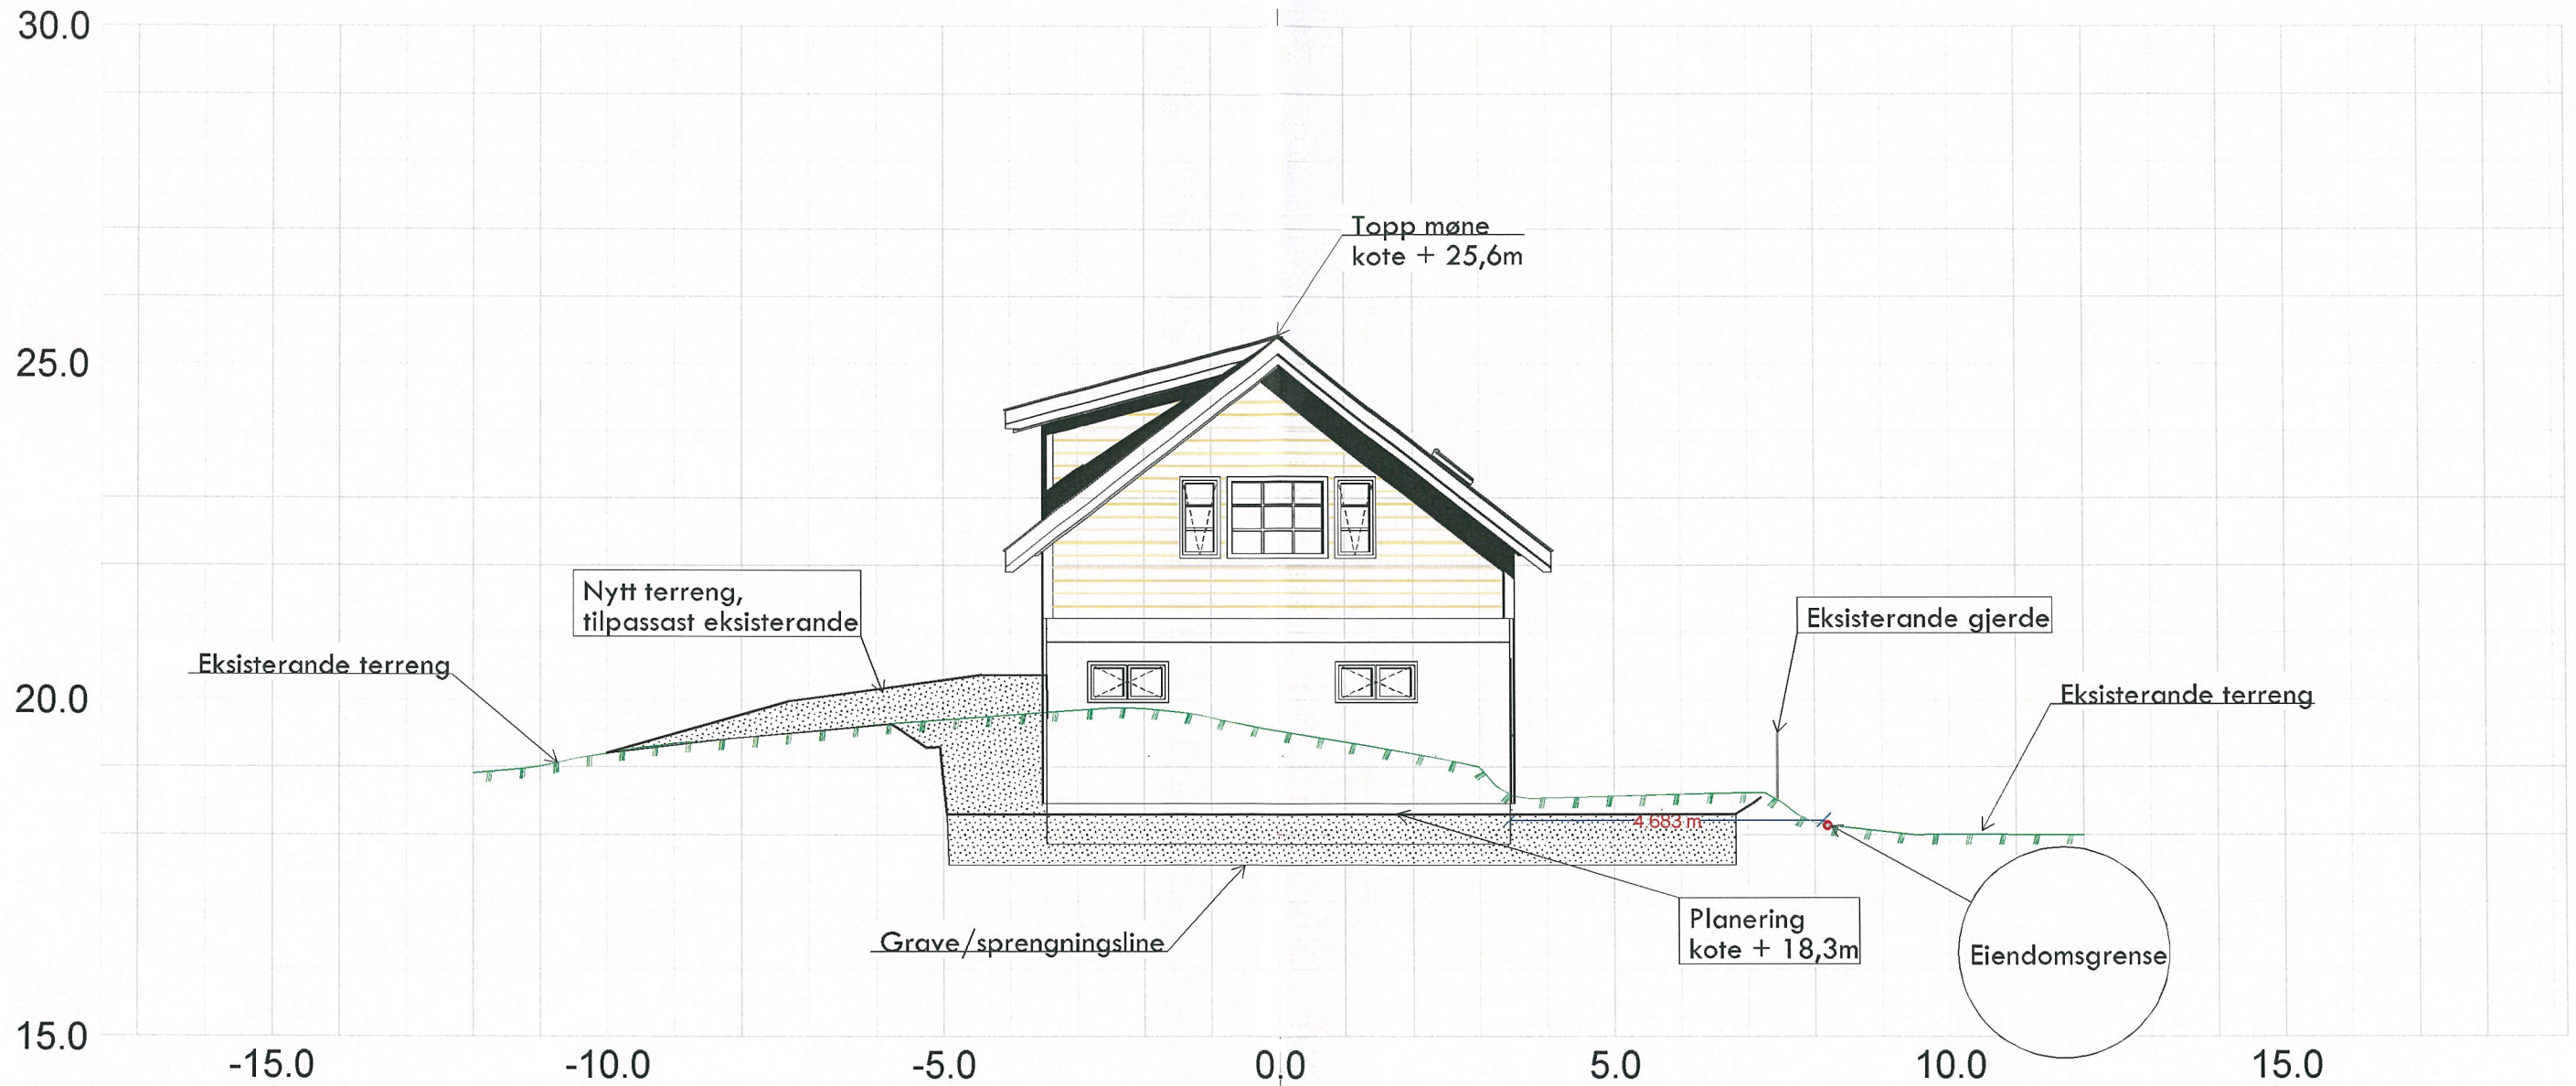 30.0
Topp møne
kote + 25,6m
25.0
Nytt terreng,
tilpassast eksisterande
Eksisterande gjerde
Eksisterande terreng
20.0
Eksisterande terreng
4.683 m
Planering
kote + 18,3m
Grave/sprengningsline
Eiendomsgrense
15.0
-15.0 -10.0 -5.0 0.0 5.0 10.0 15.0